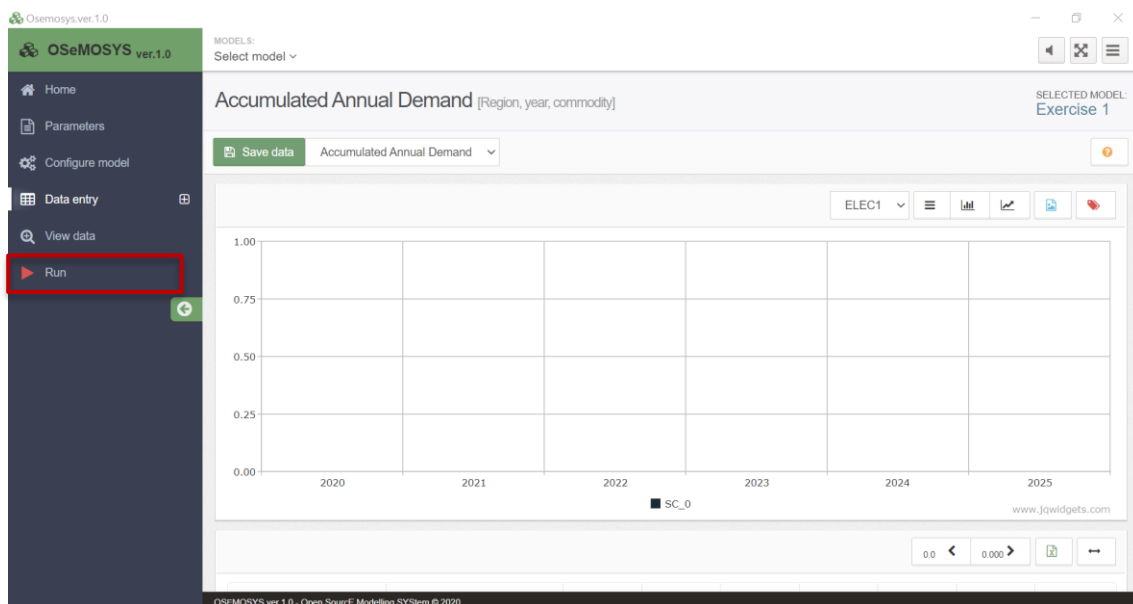 Osemosys.ver.1.0
OSeMOSYS ver.1.0
Home
Parameters
Configure model
Data entry
View data
Run
MODELS:
Select model
Accumulated Annual Demand [Region, year, commodity]
SELECTED MODEL:
Exercise 1
Save data
Accumulated Annual Demand
ELEC1
1.00
0.75
0.50
0.25
0.00
2020 2021 2022 2023 2024 2025
SC_0
www.jqwidgets.com
0.0 0.000
OSEMOSYS ver.1.0 - Open SourcE Modelling SYStem © 2020